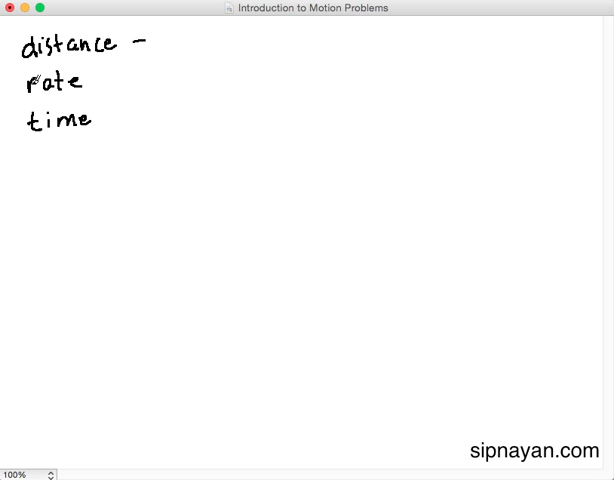 Introduction to Motion Problems
distance -
rate
time
sipnayan.com
100%